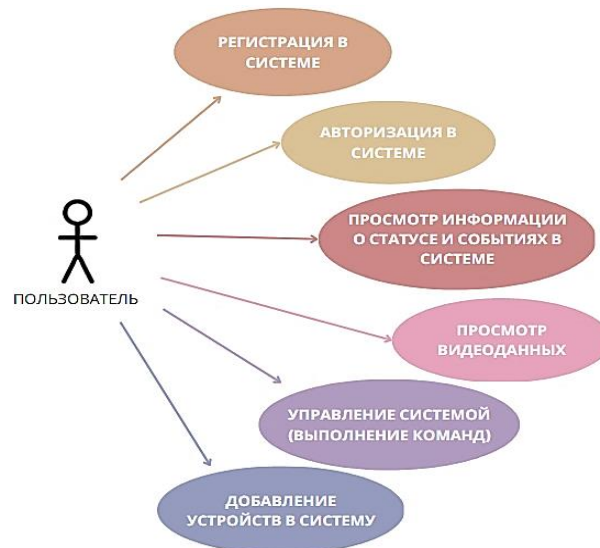 РЕГИСТРАЦИЯ В
СИСТЕМЕ
АВТОРИЗАЦИЯ В
СИСТЕМЕ
ПРОСМОТР ИНФОРМАЦИИ
О СТАТУСЕ И СОБЫТИЯХ В
СИСТЕМЕ
ПОЛЬЗОВАТЕЛЬ
ПРОСМОТР
ВИДЕОДАННЫХ
УПРАВЛЕНИЕ СИСТЕМОЙ
(ВЫПОЛНЕНИЕ КОМАНД)
ДОБАВЛЕНИЕ
УСТРОЙСТВ В СИСТЕМУ